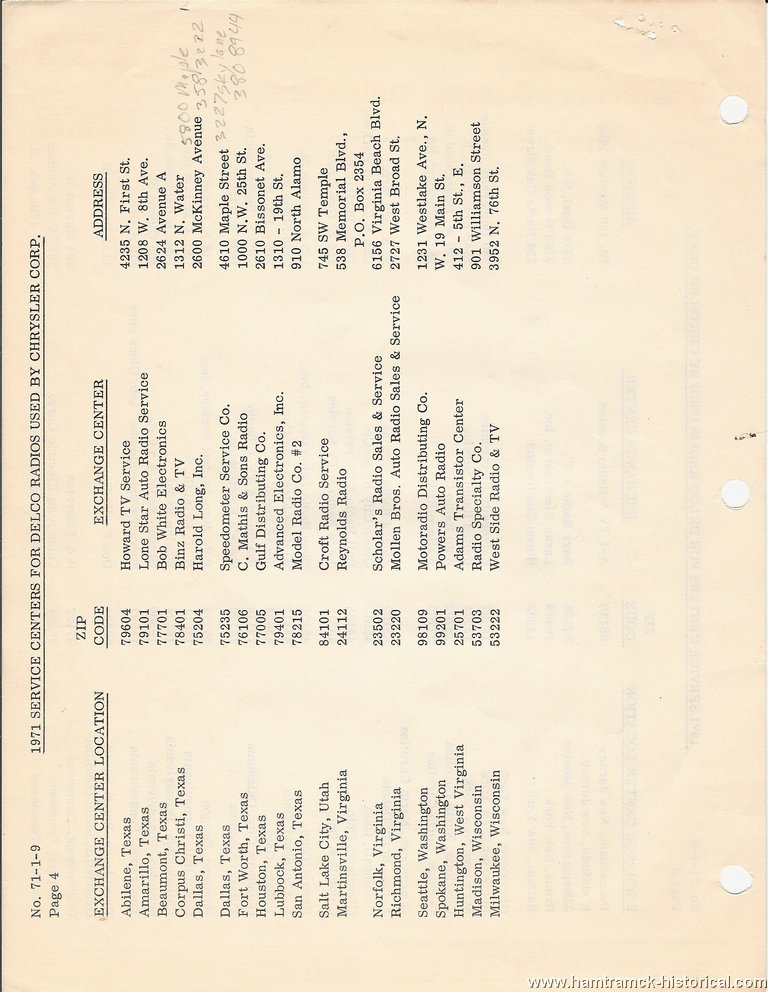 No. 71-1-9
Page 4
1971 SERVICE CENTERS FOR DELCO RADIOS USED BY CHRYSLER CORP.
EXCHANGE CENTER LOCATION ZIP CODE EXCHANGE CENTER ADDRESS
Abilene, Texas 79604 Howard TV Service 4235 N. First St.
Amarillo, Texas 79101 Lone Star Auto Radio Service 1208 W. 8th Ave.
Beaumont, Texas 77701 Bob White Electronics 2624 Avenue A
Corpus Christi, Texas 78401 Binz Radio & TV 1312 N. Water
5800 Maple
Dallas, Texas 75204 Harold Long, Inc. 2600 McKinney Avenue 35813222
3227 Skylane
Dallas, Texas 75235 Speedometer Service Co. 4610 Maple Street 380 8944
Fort Worth, Texas 76106 C. Mathis & Sons Radio 1000 N.W. 25th St.
Houston, Texas 77005 Gulf Distributing Co. 2610 Bissonet Ave.
Lubbock, Texas 79401 Advanced Electronics, Inc. 1310 - 19th St.
San Antonio, Texas 78215 Model Radio Co. #2 910 North Alamo
Salt Lake City, Utah 84101 Croft Radio Service 745 SW Temple
Martinsville, Virginia 24112 Reynolds Radio 538 Memorial Blvd.,
P.O. Box 2354
Norfolk, Virginia 23502 Scholar's Radio Sales & Service 6156 Virginia Beach Blvd.
Richmond, Virginia 23220 Mollen Bros. Auto Radio Sales & Service 2727 West Broad St.
Seattle, Washington 98109 Motoradio Distributing Co. 1231 Westlake Ave., N.
Spokane, Washington 99201 Powers Auto Radio W. 19 Main St.
Huntington, West Virginia 25701 Adams Transistor Center 412 - 5th St., E.
Madison, Wisconsin 53703 Radio Specialty Co. 901 Williamson Street
Milwaukee, Wisconsin 53222 West Side Radio & TV 3952 N. 76th St.
www.hamtramck-historical.com